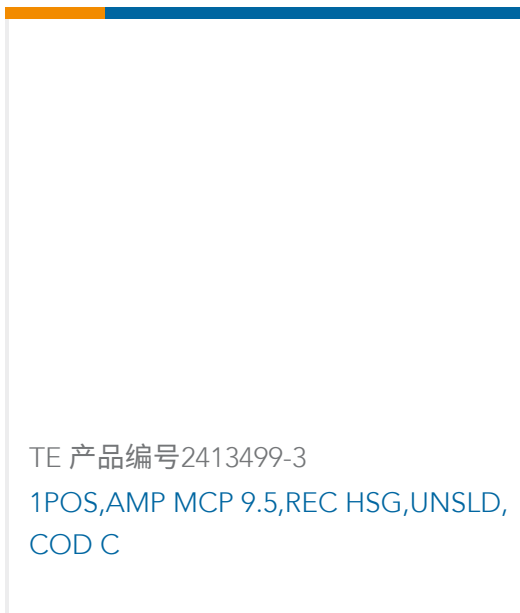 TE 产品编号2413499-3
1POS,AMP MCP 9.5,REC HSG,UNSLD,
COD C